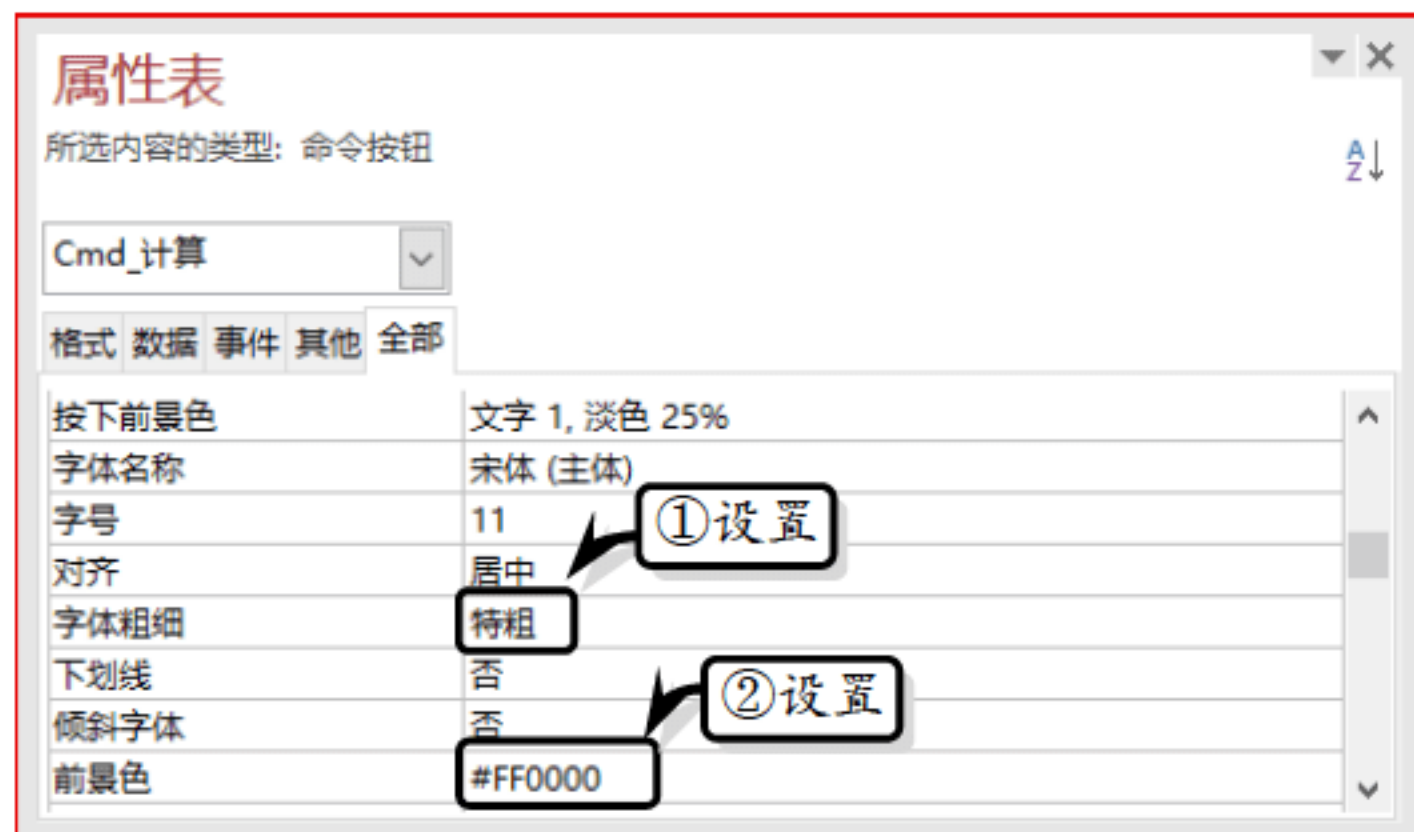 属性表
所选内容的类型: 命令按钮
Cmd_计算
格式 数据 事件 其他 全部
按下前景色 文字 1, 淡色 25%
字体名称 宋体 (主体)
字号 11
①设置
对齐 居中
字体粗细 特粗
下划线 否
②设置
倾斜字体 否
前景色 #FF0000